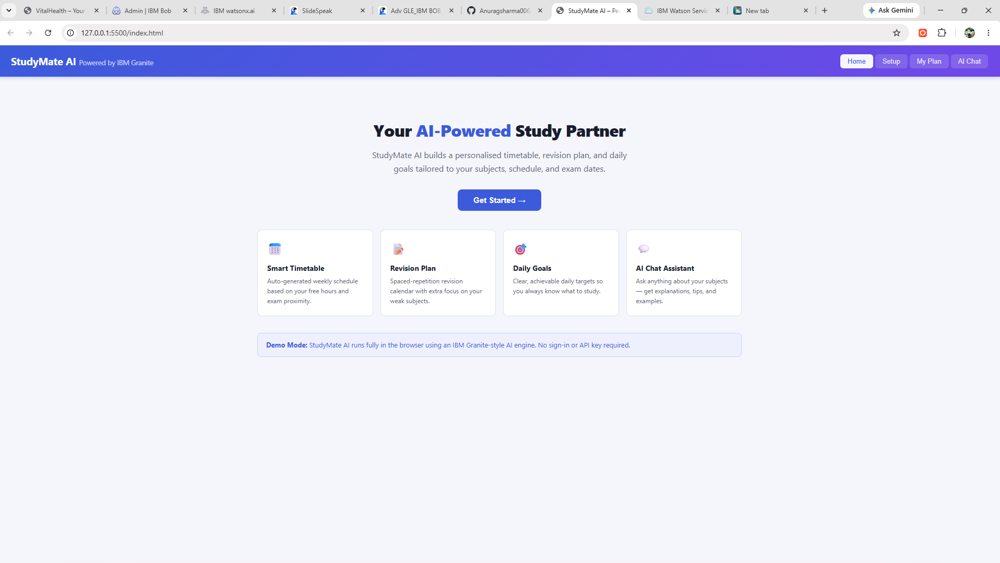 VitalHealth – Your
Admin | IBM Bob
IBM watsonx.ai
SlideSpeak
Adv GLE_IBM BOB_
Anuragsharma006
StudyMate AI – Pe
IBM Watson Servic
New tab
Ask Gemini
127.0.0.1:5500/index.html
StudyMate AI Powered by IBM Granite
Home
Setup
My Plan
AI Chat
Your AI-Powered Study Partner
StudyMate AI builds a personalised timetable, revision plan, and daily
goals tailored to your subjects, schedule, and exam dates.
Get Started →
Smart Timetable
Auto-generated weekly schedule
based on your free hours and
exam proximity.
Revision Plan
Spaced-repetition revision
calendar with extra focus on your
weak subjects.
Daily Goals
Clear, achievable daily targets so
you always know what to study.
AI Chat Assistant
Ask anything about your subjects
— get explanations, tips, and
examples.
Demo Mode: StudyMate AI runs fully in the browser using an IBM Granite-style AI engine. No sign-in or API key required.